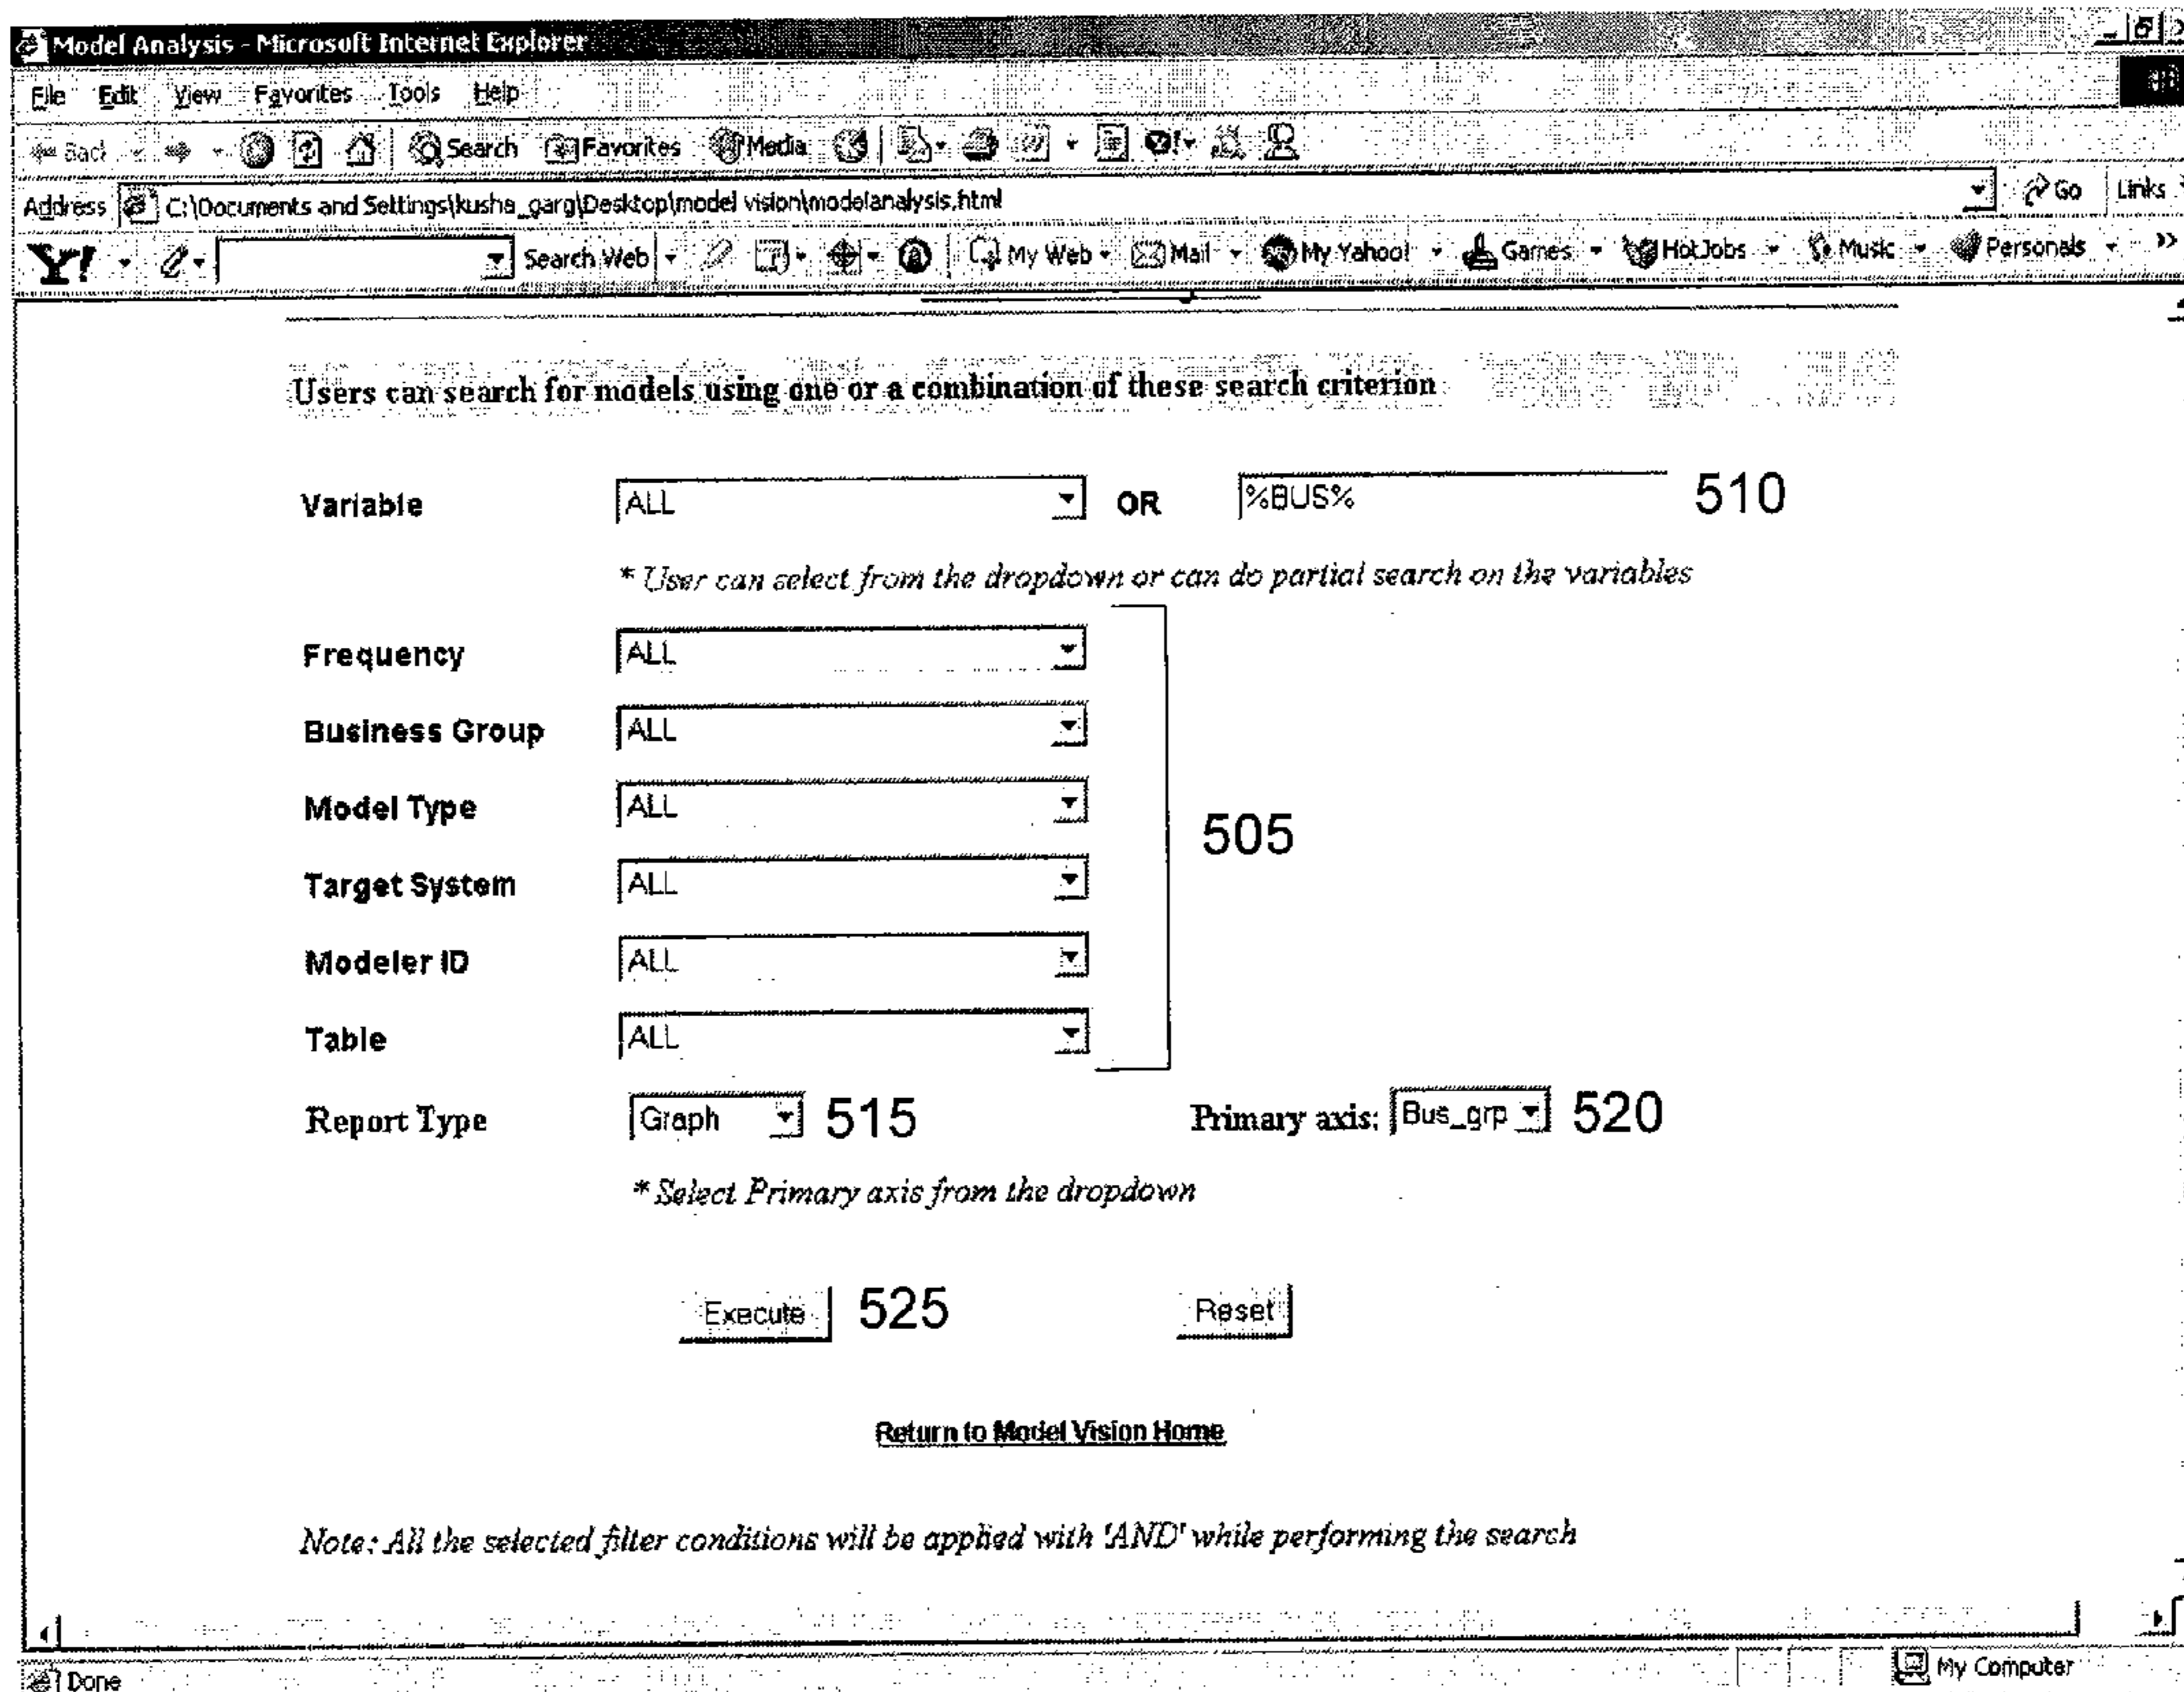 Model Analysis - Microsoft Internet Explorer
File Edit View Favorites Tools Help
Back Search Favorites Media
Address C:\Documents and Settings\kusha_garg\Desktop\model vision\modelanalysis.html Go Links
Y! Search Web My Web Mail My Yahoo! Games HotJobs Music Personals »
Users can search for models using one or a combination of these search criterion
Variable ALL OR %BUS% 510
* User can select from the dropdown or can do partial search on the variables
Frequency ALL
Business Group ALL
Model Type ALL
505
Target System ALL
Modeler ID ALL
Table ALL
Report Type Graph 515 Primary axis: Bus_grp 520
* Select Primary axis from the dropdown
Execute 525 Reset
Return to Model Vision Home
Note: All the selected filter conditions will be applied with 'AND' while performing the search
Done My Computer